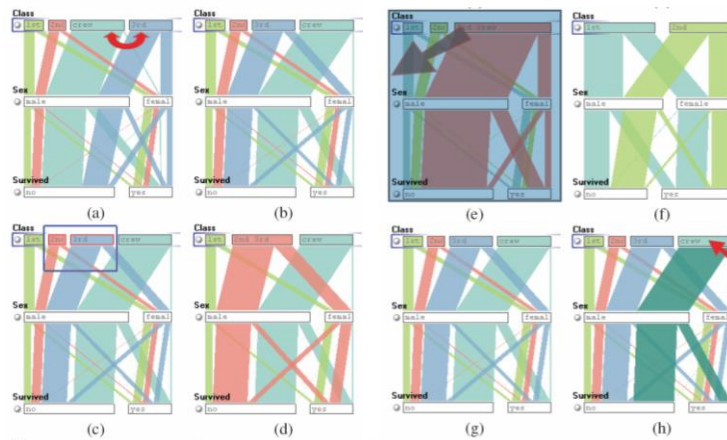 Class
1st 2nd crew 3rd
Sex
male femal
Survived
no yes
(a)
Class
1st 2nd 3rd crew
Sex
male femal
Survived
no yes
(b)
Class
1st 2nd 3rd crew
Sex
male femal
Survived
no yes
(e)
Class
1st 2nd
Sex
male female
Survived
no yes
(f)
Class
1st 2nd 3rd crew
Sex
male femal
Survived
no yes
(c)
Class
1st 2nd 3rd crew
Sex
male femal
Survived
no yes
(d)
Class
1st 2nd 3rd crew
Sex
male femal
Survived
no yes
(g)
Class
1st 2nd 3rd crew
Sex
male femal
Survived
no yes
(h)